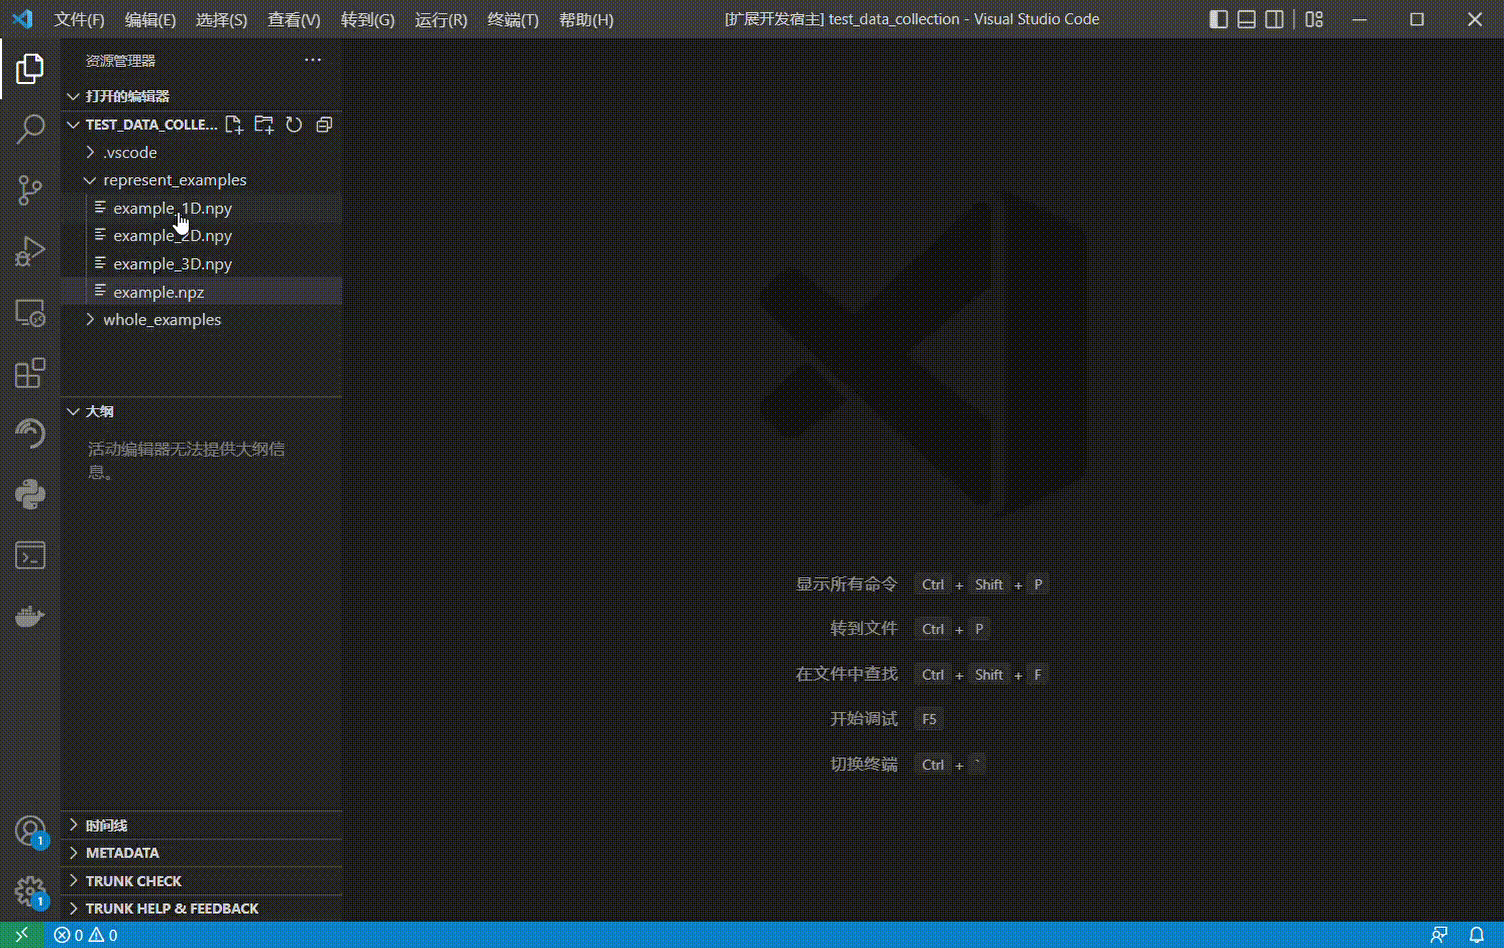 文件(F) 编辑(E) 选择(S) 查看(V) 转到(G) 运行(R) 终端(T) 帮助(H) [扩展开发宿主] test_data_collection - Visual Studio Code
资源管理器 ...
打开的编辑器
TEST_DATA_COLLE...
.vscode
represent_examples
example_1D.npy
example_2D.npy
example_3D.npy
example.npz
whole_examples
大纲
活动编辑器无法提供大纲信
息。
显示所有命令 Ctrl + Shift + P
转到文件 Ctrl + P
在文件中查找 Ctrl + Shift + F
开始调试 F5
切换终端 Ctrl + `
时间线
1
METADATA
TRUNK CHECK
1
TRUNK HELP & FEEDBACK
0 0